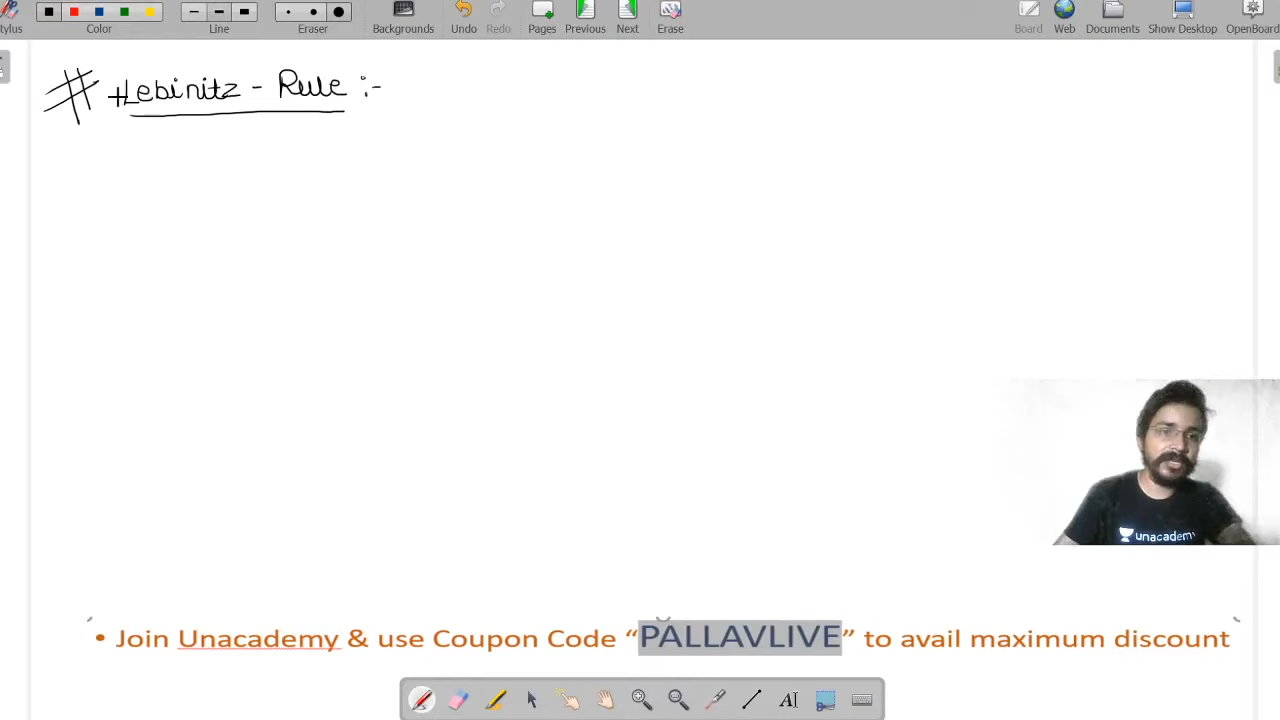 tylus
Color
Line
Eraser
Backgrounds
Undo
Redo
Pages
Previous
Next
Erase
Board
Web
Documents
Show Desktop
OpenBoard
# Lebinitz - Rule :-
unacademy
• Join Unacademy & use Coupon Code “PALLAVLIVE” to avail maximum discount